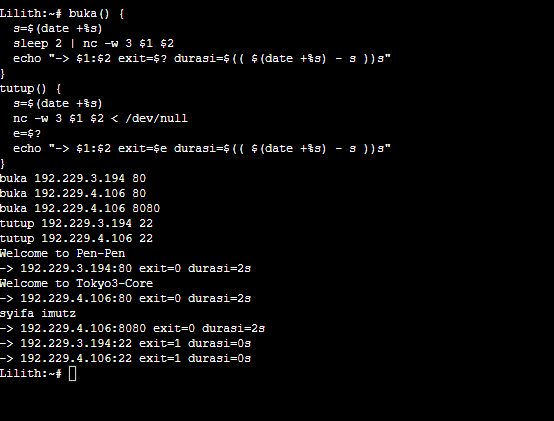 Lilith:~# buka() {
  s=$(date +%s)
  sleep 2 | nc -w 3 $1 $2
  echo "-> $1:$2 exit=$? durasi=$(( $(date +%s) - s ))s"
}
tutup() {
  s=$(date +%s)
  nc -w 3 $1 $2 < /dev/null
  e=$?
  echo "-> $1:$2 exit=$e durasi=$(( $(date +%s) - s ))s"
}
buka 192.229.3.194 80
buka 192.229.4.106 80
buka 192.229.4.106 8080
tutup 192.229.3.194 22
tutup 192.229.4.106 22
Welcome to Pen-Pen
-> 192.229.3.194:80 exit=0 durasi=2s
Welcome to Tokyo3-Core
-> 192.229.4.106:80 exit=0 durasi=2s
syifa imutz
-> 192.229.4.106:8080 exit=0 durasi=2s
-> 192.229.3.194:22 exit=1 durasi=0s
-> 192.229.4.106:22 exit=1 durasi=0s
Lilith:~#